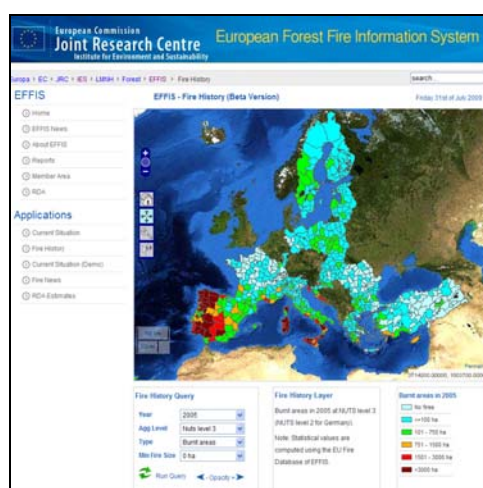 European Commission
Joint Research Centre
Institute for Environment and Sustainability
European Forest Fire Information System
Europa > EC > JRC > IES > LMNH > Forest > EFFIS > Fire History
search...
EFFIS
EFFIS - Fire History (Beta Version)
Friday 31st of July 2009
Home
EFFIS News
About EFFIS
Reports
Member Area
RDA
Applications
Current Situation
Fire History
Current Situation (Demo)
Fire News
RDA Estimates
Fire History Query
Year
2005
Agg Level
Nuts level 3
Type
Burnt areas
Min Fire Size
0 ha
Run Query
Opacity
Fire History Layer
Burnt areas in 2005 at NUTS level 3
(NUTS level 2 for Germany).
Note: Statistical values are
computed using the EU Fire
Database of EFFIS.
Burnt areas in 2005
No fires
<=100 ha
101 - 750 ha
751 - 1500 ha
1501 - 3000 ha
>3000 ha